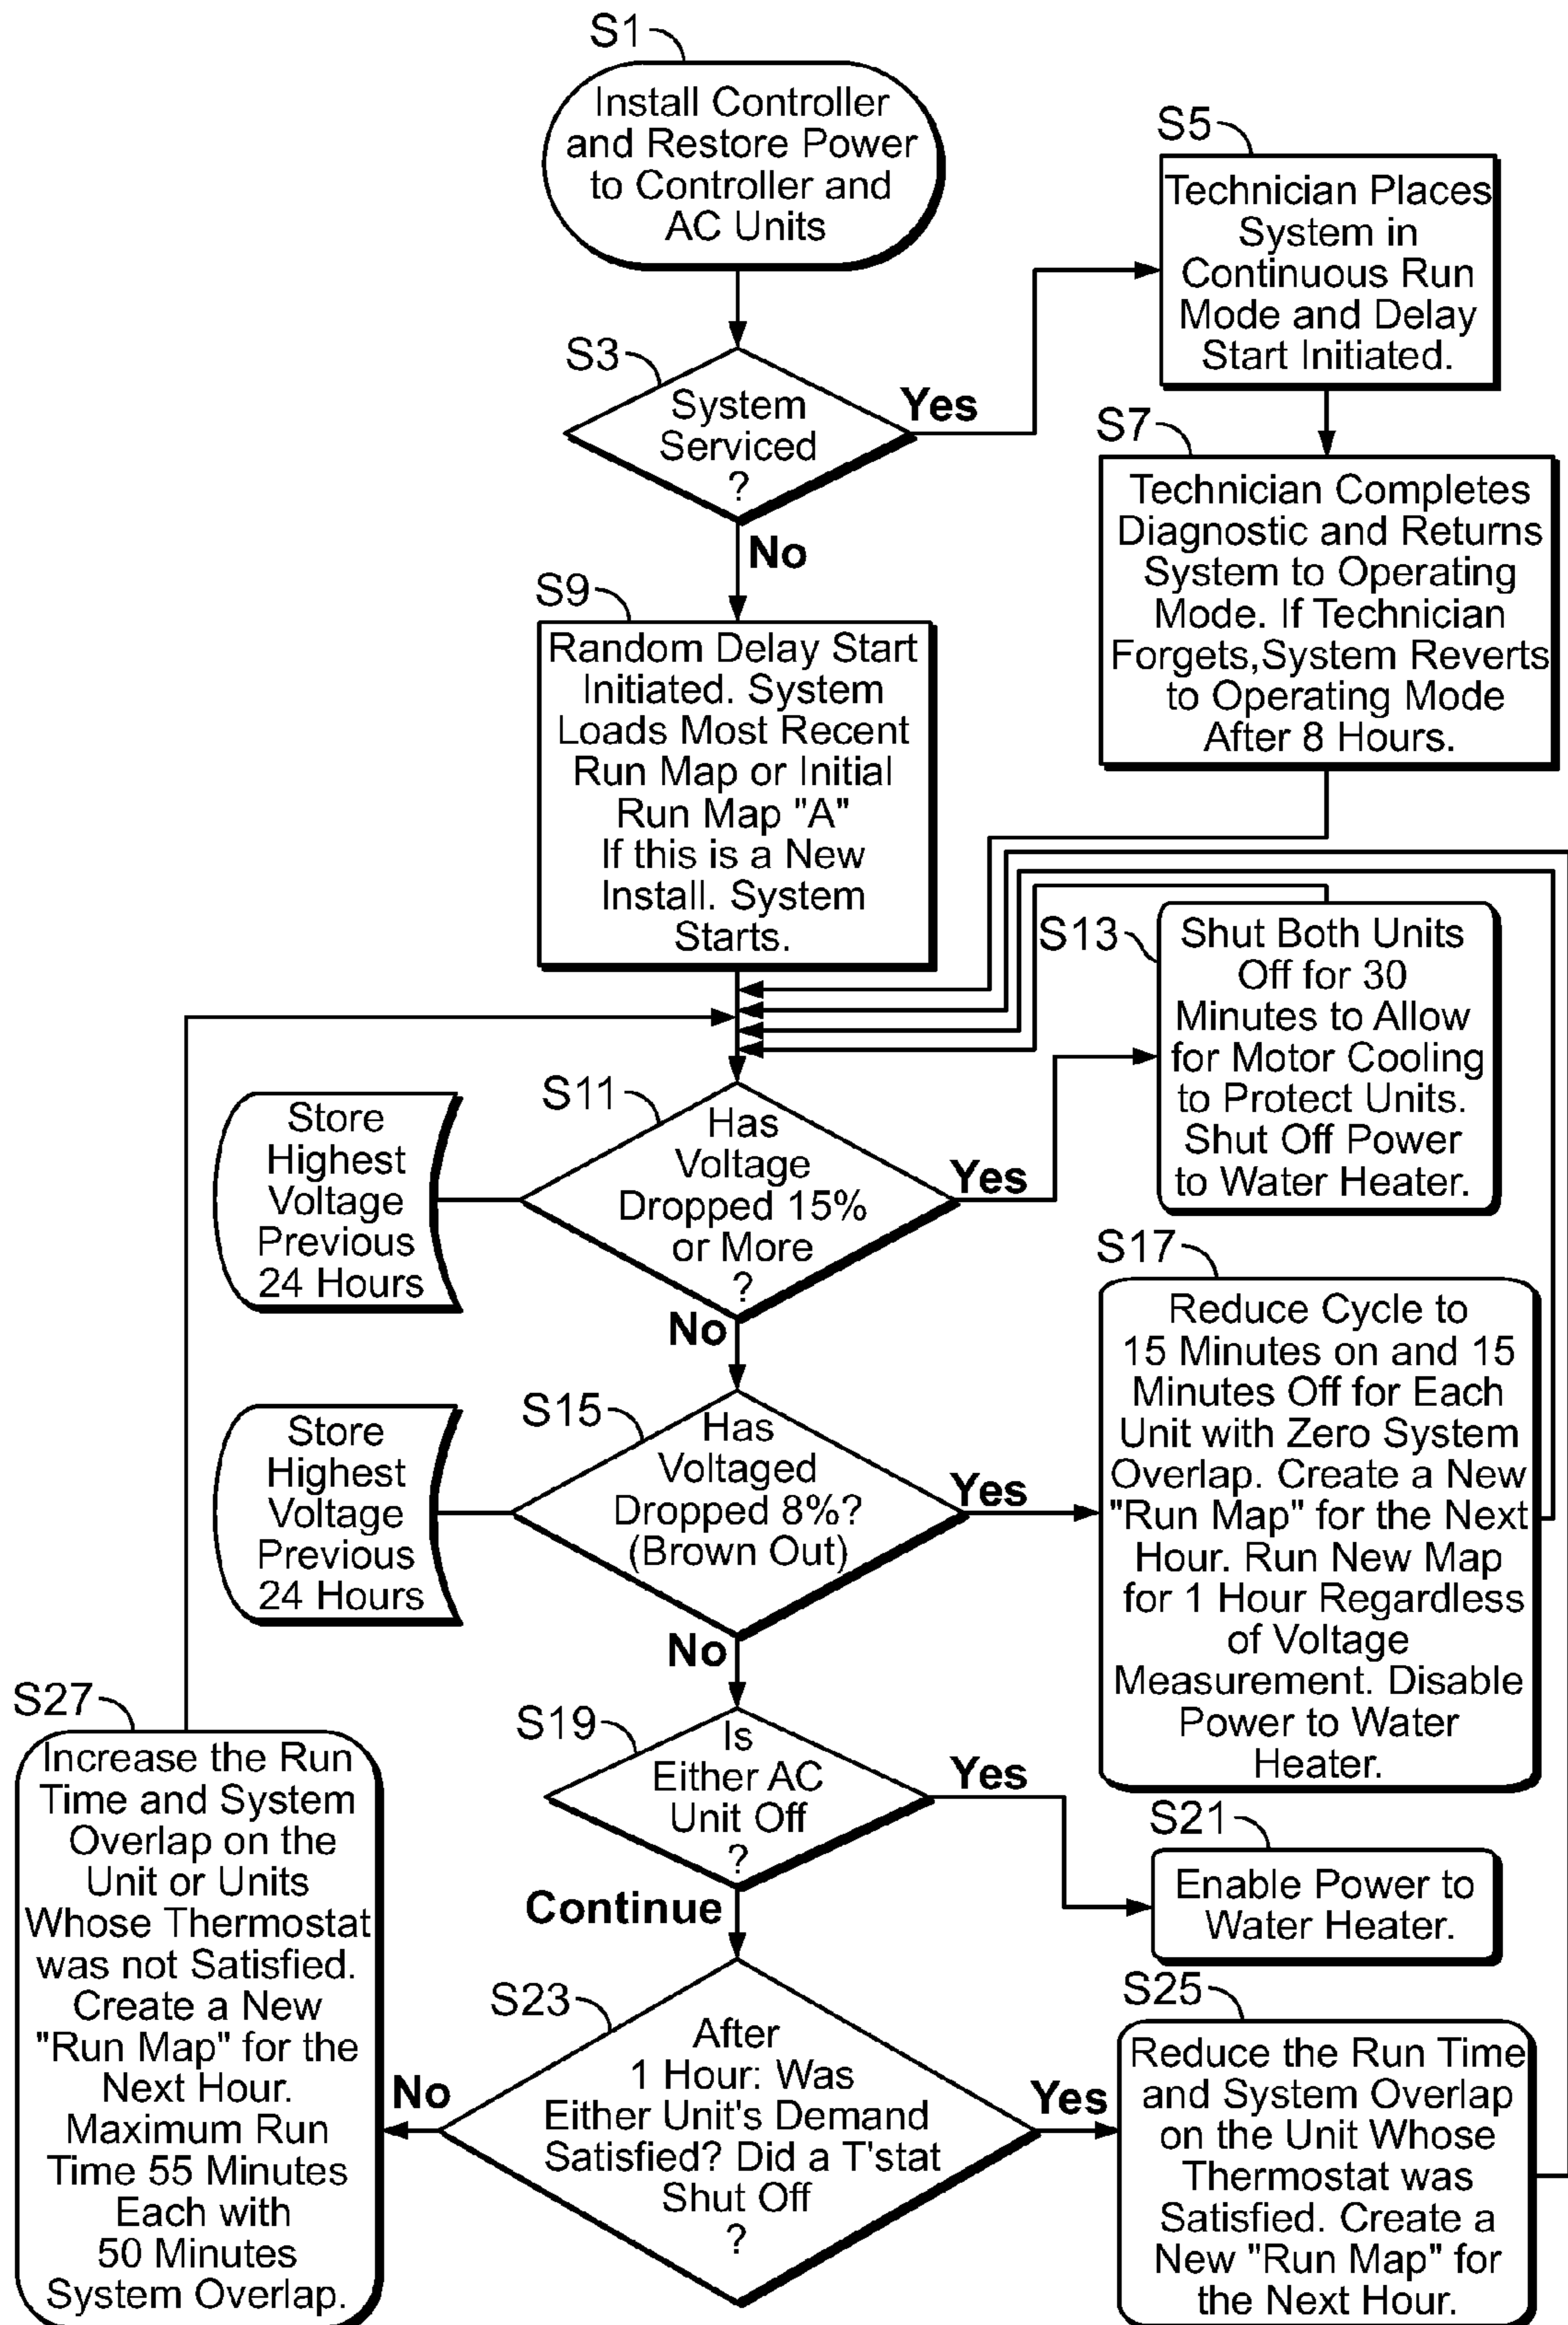 S1
Install Controller
and Restore Power
to Controller and
AC Units
S3
System
Serviced
?
Yes
No
S5
Technician Places
System in
Continuous Run
Mode and Delay
Start Initiated.
S7
Technician Completes
Diagnostic and Returns
System to Operating
Mode. If Technician
Forgets,System Reverts
to Operating Mode
After 8 Hours.
S9
Random Delay Start
Initiated. System
Loads Most Recent
Run Map or Initial
Run Map "A"
If this is a New
Install. System
Starts.
S11
Has
Voltage
Dropped 15%
or More
?
Yes
No
Store
Highest
Voltage
Previous
24 Hours
S13
Shut Both Units
Off for 30
Minutes to Allow
for Motor Cooling
to Protect Units.
Shut Off Power
to Water Heater.
S15
Has
Voltaged
Dropped 8%?
(Brown Out)
Yes
No
Store
Highest
Voltage
Previous
24 Hours
S17
Reduce Cycle to
15 Minutes on and 15
Minutes Off for Each
Unit with Zero System
Overlap. Create a New
"Run Map" for the Next
Hour. Run New Map
for 1 Hour Regardless
of Voltage
Measurement. Disable
Power to Water
Heater.
S19
Is
Either AC
Unit Off
?
Yes
Continue
S21
Enable Power to
Water Heater.
S23
After
1 Hour: Was
Either Unit's Demand
Satisfied? Did a T'stat
Shut Off
?
Yes
No
S25
Reduce the Run Time
and System Overlap
on the Unit Whose
Thermostat was
Satisfied. Create a
New "Run Map" for
the Next Hour.
S27
Increase the Run
Time and System
Overlap on the
Unit or Units
Whose Thermostat
was not Satisfied.
Create a New
"Run Map" for the
Next Hour.
Maximum Run
Time 55 Minutes
Each with
50 Minutes
System Overlap.